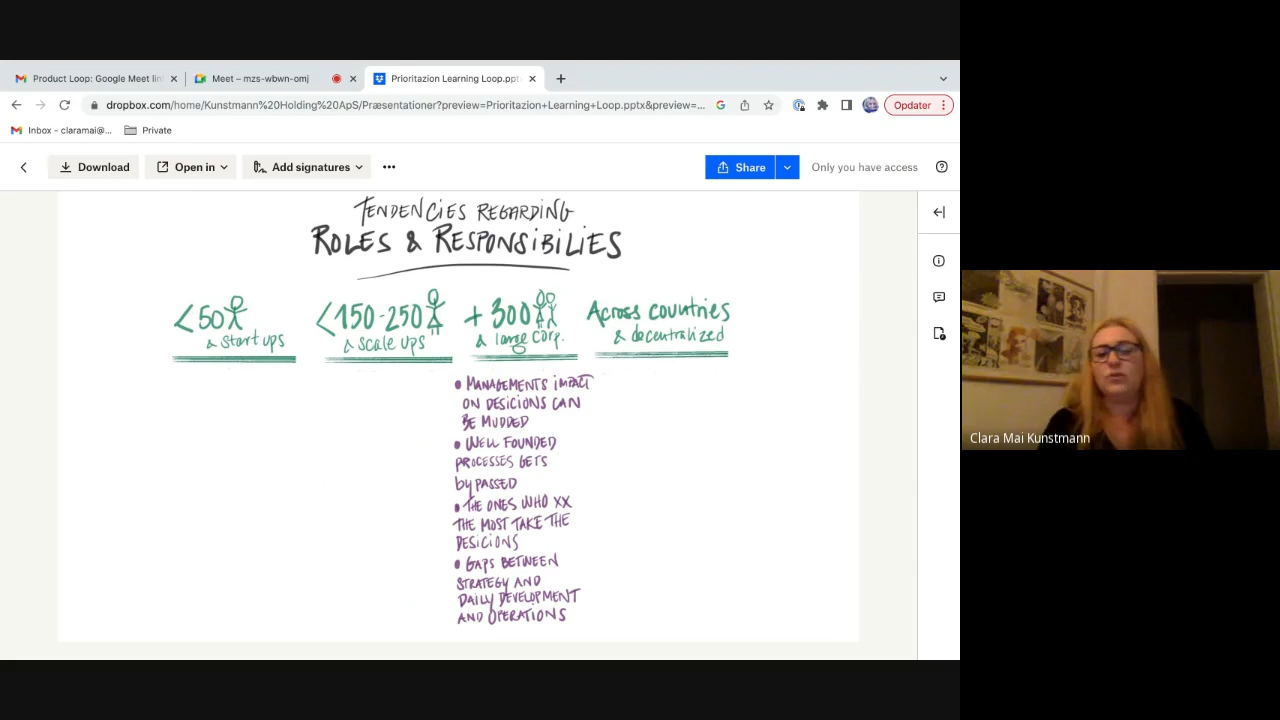 Product Loop: Google Meet lin
Meet – mzs-wbwn-omj
Prioritazion Learning Loop.pptx
dropbox.com/home/Kunstmann%20Holding%20ApS/Præsentationer?preview=Prioritazion+Learning+Loop.pptx&preview=...
Opdater
Inbox - claramai@...
Private
Download
Open in
Add signatures
Share
Only you have access
TENDENCIES REGARDING
ROLES & RESPONSIBILIES
<50
& start ups
<150-250
& scale ups
+ 300
& large corp.
Across countries
& decentralized
• MANAGEMENTS IMPACT
ON DESICIONS CAN
BE MUDDED
• WELL FOUNDED
PROCESSES GETS
by PASSED
• THE ONES WHO XX
THE MOST TAKE THE
DESICIONS
• GAPS BETWEEN
STRATEGY AND
DAILY DEVELOPMENT
AND OPERATIONS
Clara Mai Kunstmann